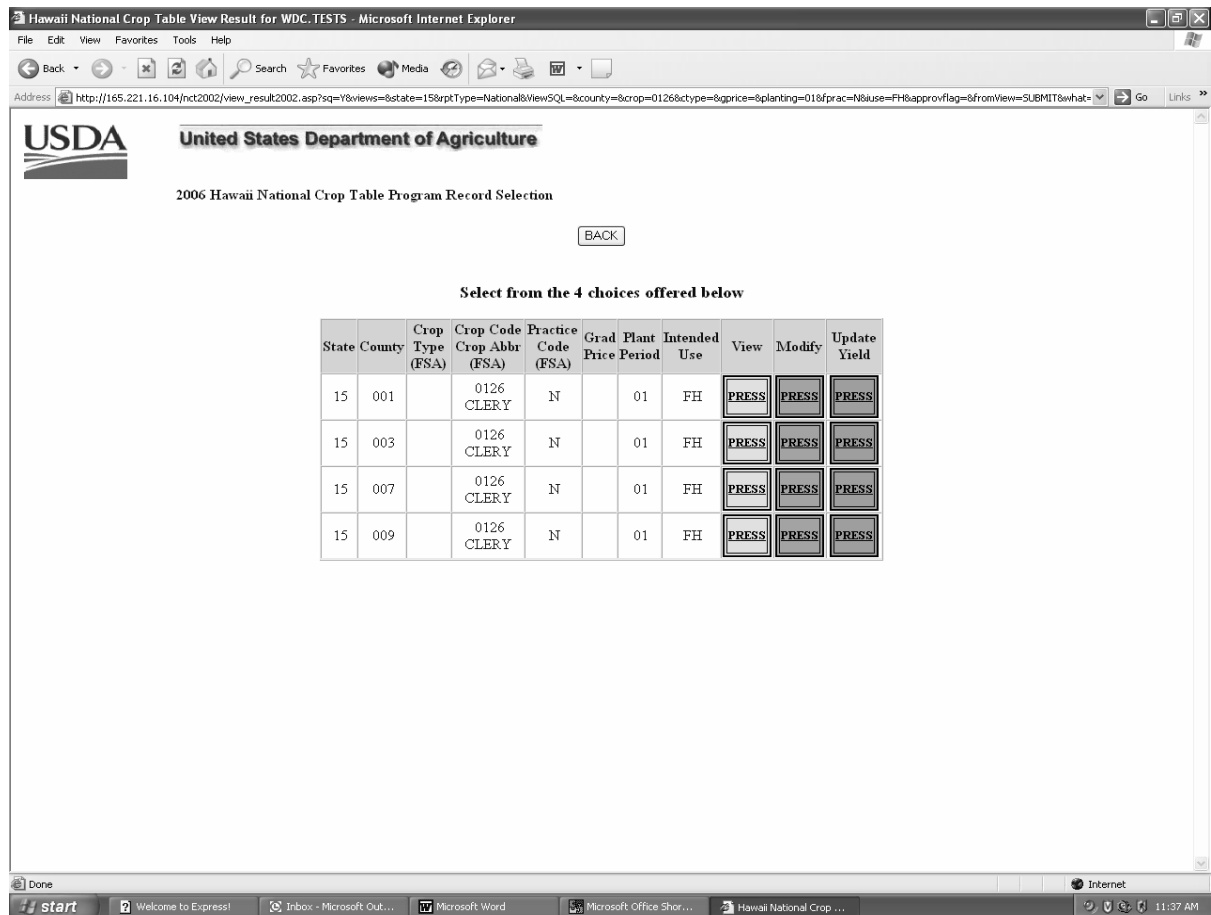 Hawaii National Crop Table View Result for WDC.TESTS - Microsoft Internet Explorer
File Edit View Favorites Tools Help
Back Search Favorites Media
Address http://165.221.16.104/nct2002/view_result2002.asp?sq=Y&views=&state=15&rptType=National&ViewSQL=&county=&crop=0126&ctype=&gprice=&planting=01&fprac=N&iuse=FH&approvflag=&fromView=SUBMIT&what= Go Links »
USDA United States Department of Agriculture
2006 Hawaii National Crop Table Program Record Selection
BACK
Select from the 4 choices offered below
State County Crop Type (FSA) Crop Code Crop Abbr (FSA) Practice Code (FSA) Grad Price Plant Period Intended Use View Modify Update Yield
15 001 0126 CLERY N 01 FH PRESS PRESS PRESS
15 003 0126 CLERY N 01 FH PRESS PRESS PRESS
15 007 0126 CLERY N 01 FH PRESS PRESS PRESS
15 009 0126 CLERY N 01 FH PRESS PRESS PRESS
Done Internet
start Welcome to Express! Inbox - Microsoft Out... Microsoft Word Microsoft Office Shor... Hawaii National Crop ... 11:37 AM